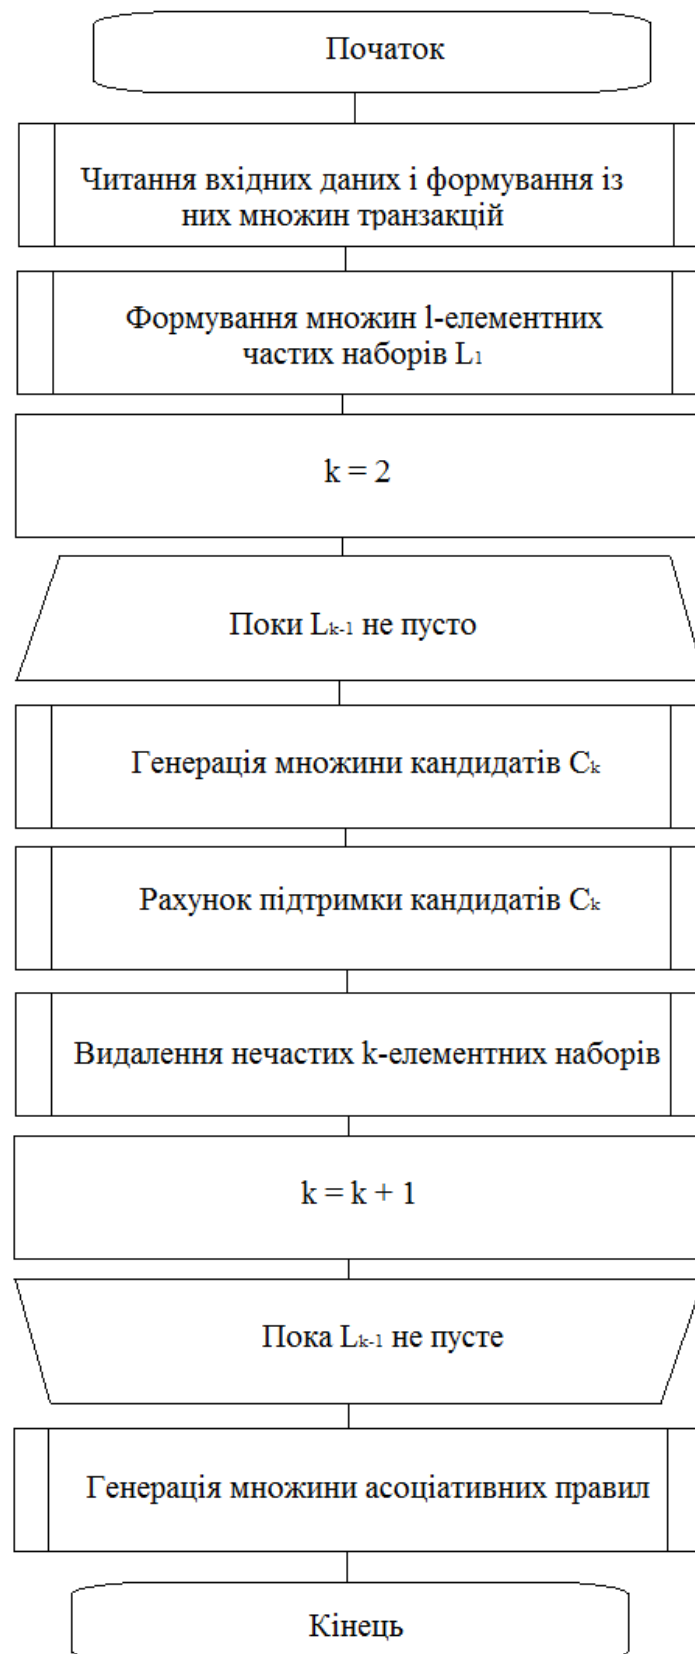 Початок
Читання вхідних даних і формування із
них множин транзакцій
Формування множин l-елементних
частих наборів L₁
k = 2
Поки Lₖ₋₁ не пусто
Генерація множини кандидатів Cₖ
Рахунок підтримки кандидатів Cₖ
Видалення нечастих k-елементних наборів
k = k + 1
Пока Lₖ₋₁ не пусте
Генерація множини асоціативних правил
Кінець